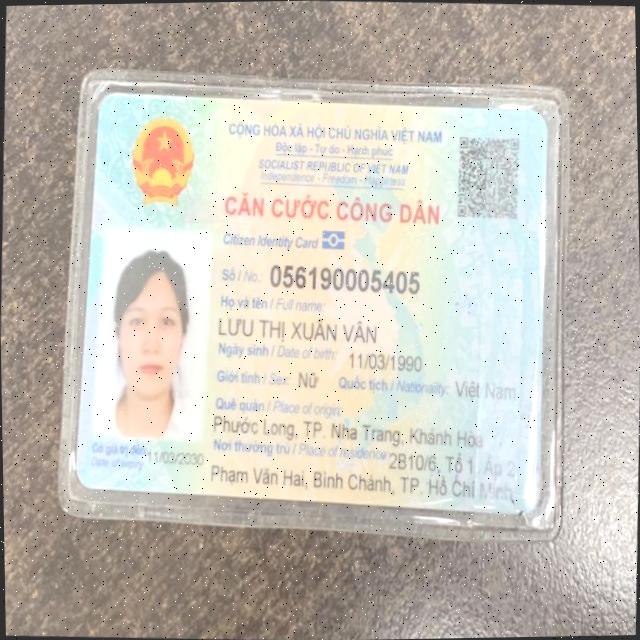 CỘNG HÒA XÃ HỘI CHỦ NGHĨA VIỆT NAM
Độc lập - Tự do - Hạnh phúc
SOCIALIST REPUBLIC OF VIET NAM
Independence - Freedom - Happiness
CĂN CƯỚC CÔNG DÂN
Citizen Identity Card
Số / No.: 056190005405
Họ và tên / Full name:
LƯU THỊ XUÂN VÂN
Ngày sinh / Date of birth: 11/03/1990
Giới tính / Sex: Nữ Quốc tịch / Nationality: Việt Nam
Quê quán / Place of origin:
Phước Long, TP. Nha Trang, Khánh Hòa
Nơi thường trú / Place of residence 2B10/6, Tổ 1, Ấp 2
Phạm Văn Hai, Bình Chánh, TP. Hồ Chí Minh
Có giá trị đến: 11/03/2030
Date of expiry